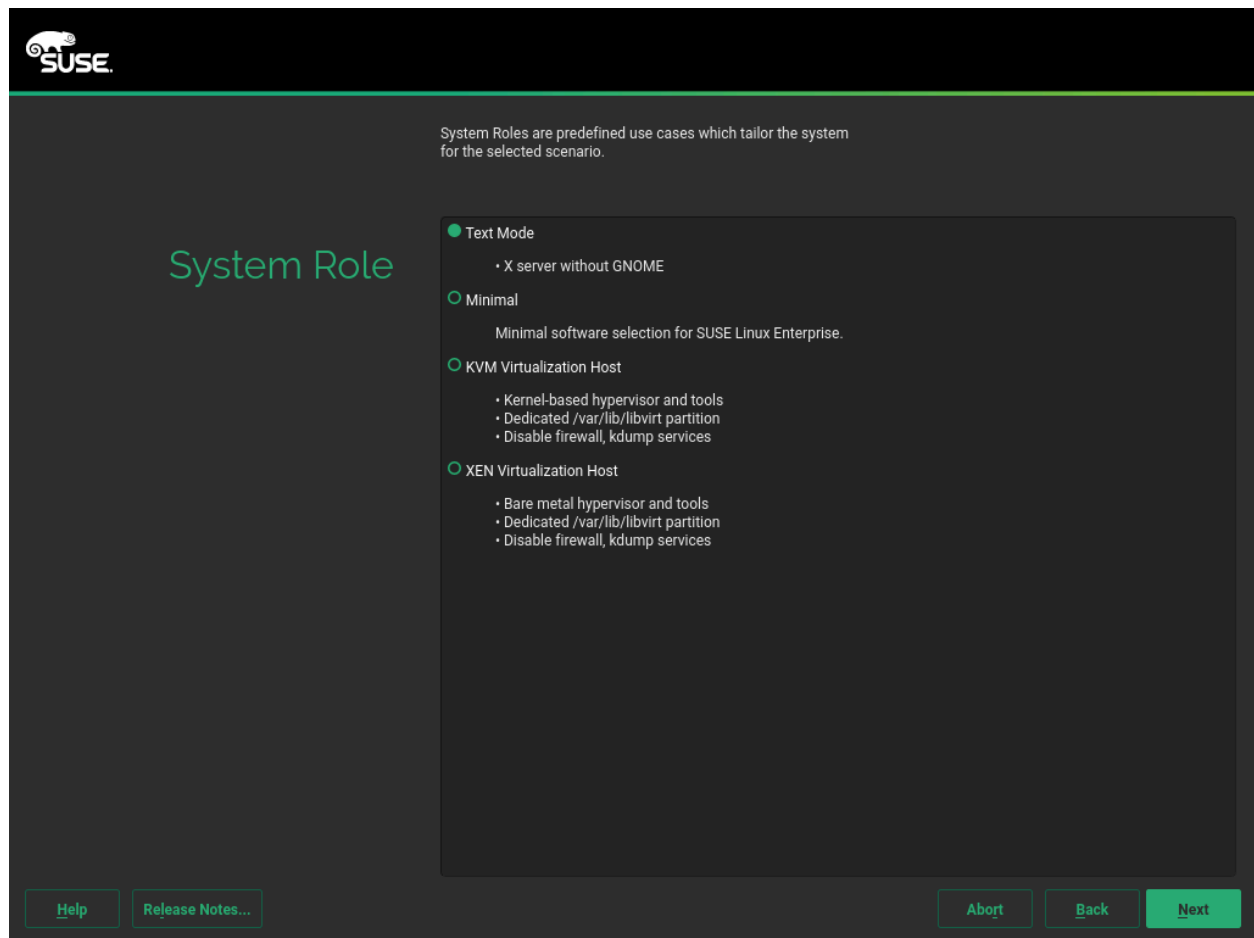 SUSE.
System Roles are predefined use cases which tailor the system
for the selected scenario.
System Role
Text Mode
• X server without GNOME
Minimal
Minimal software selection for SUSE Linux Enterprise.
KVM Virtualization Host
• Kernel-based hypervisor and tools
• Dedicated /var/lib/libvirt partition
• Disable firewall, kdump services
XEN Virtualization Host
• Bare metal hypervisor and tools
• Dedicated /var/lib/libvirt partition
• Disable firewall, kdump services
Help Release Notes... Abort Back Next